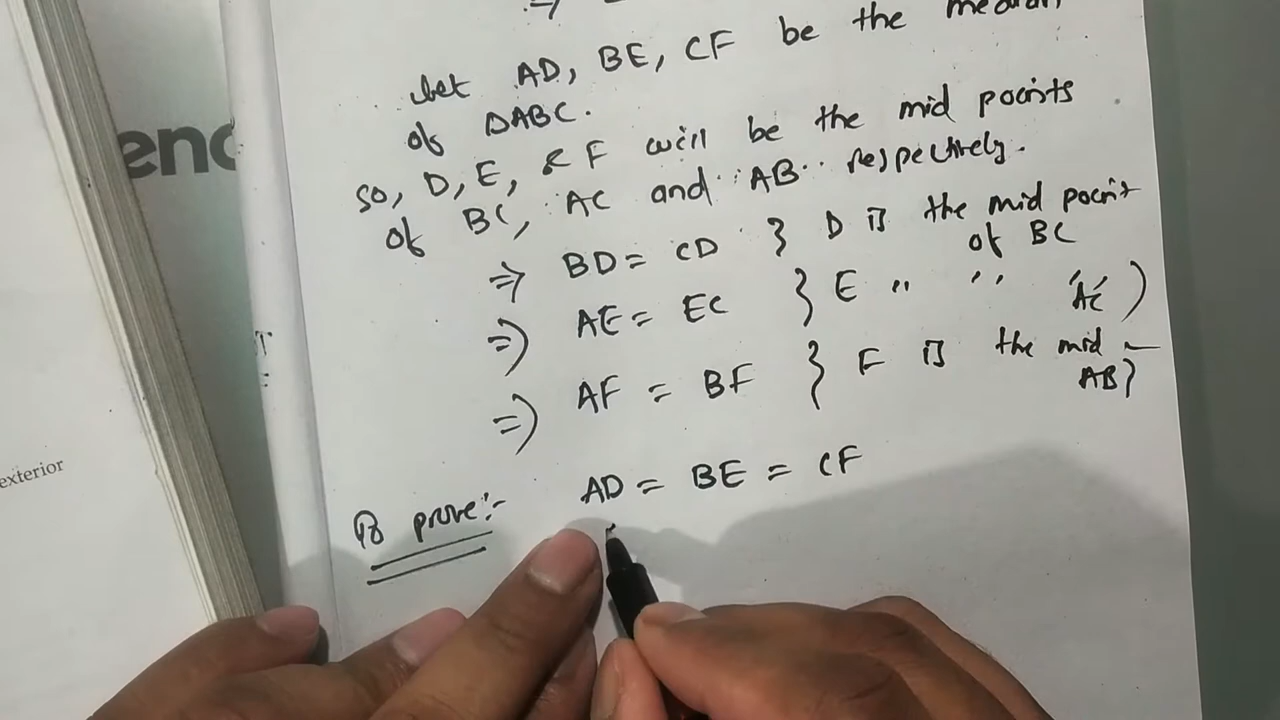 Let AD, BE, CF be the median
of ΔABC.
so, D, E, & F will be the mid points
of BC, AC and AB respectively.
⇒ BD = CD } D is the mid point
of BC
⇒ AE = EC } E " " AC )
⇒ AF = BF } F is the mid —
AB }
To prove:- AD = BE = CF
enc
exterior